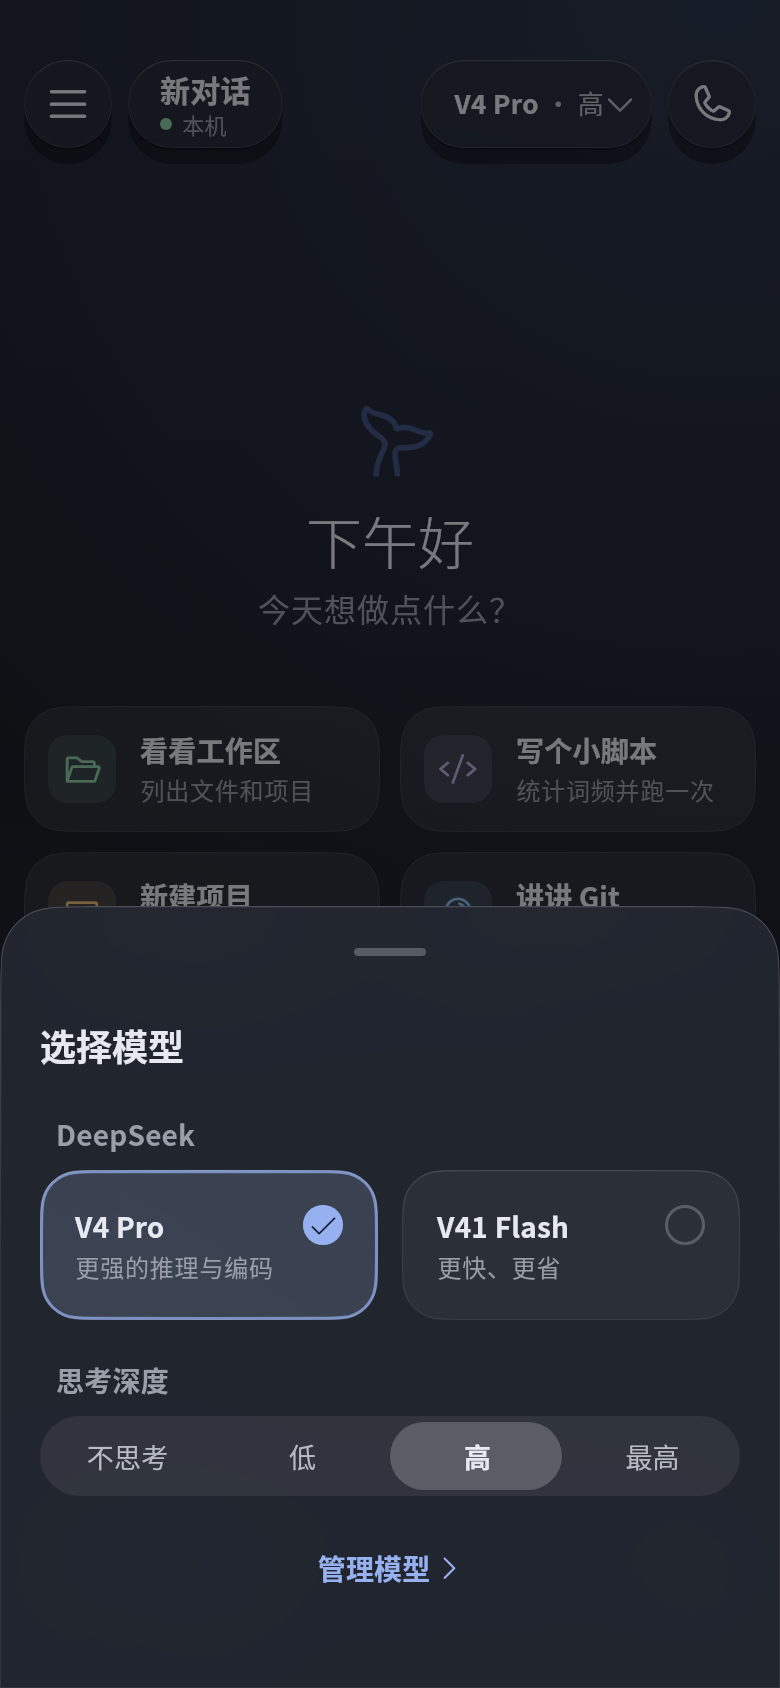 新对话
本机
V4 Pro · 高
下午好
今天想做点什么?
看看工作区
列出文件和项目
写个小脚本
统计词频并跑一次
新建项目
讲讲 Git
选择模型
DeepSeek
V4 Pro
更强的推理与编码
V41 Flash
更快、更省
思考深度
不思考
低
高
最高
管理模型